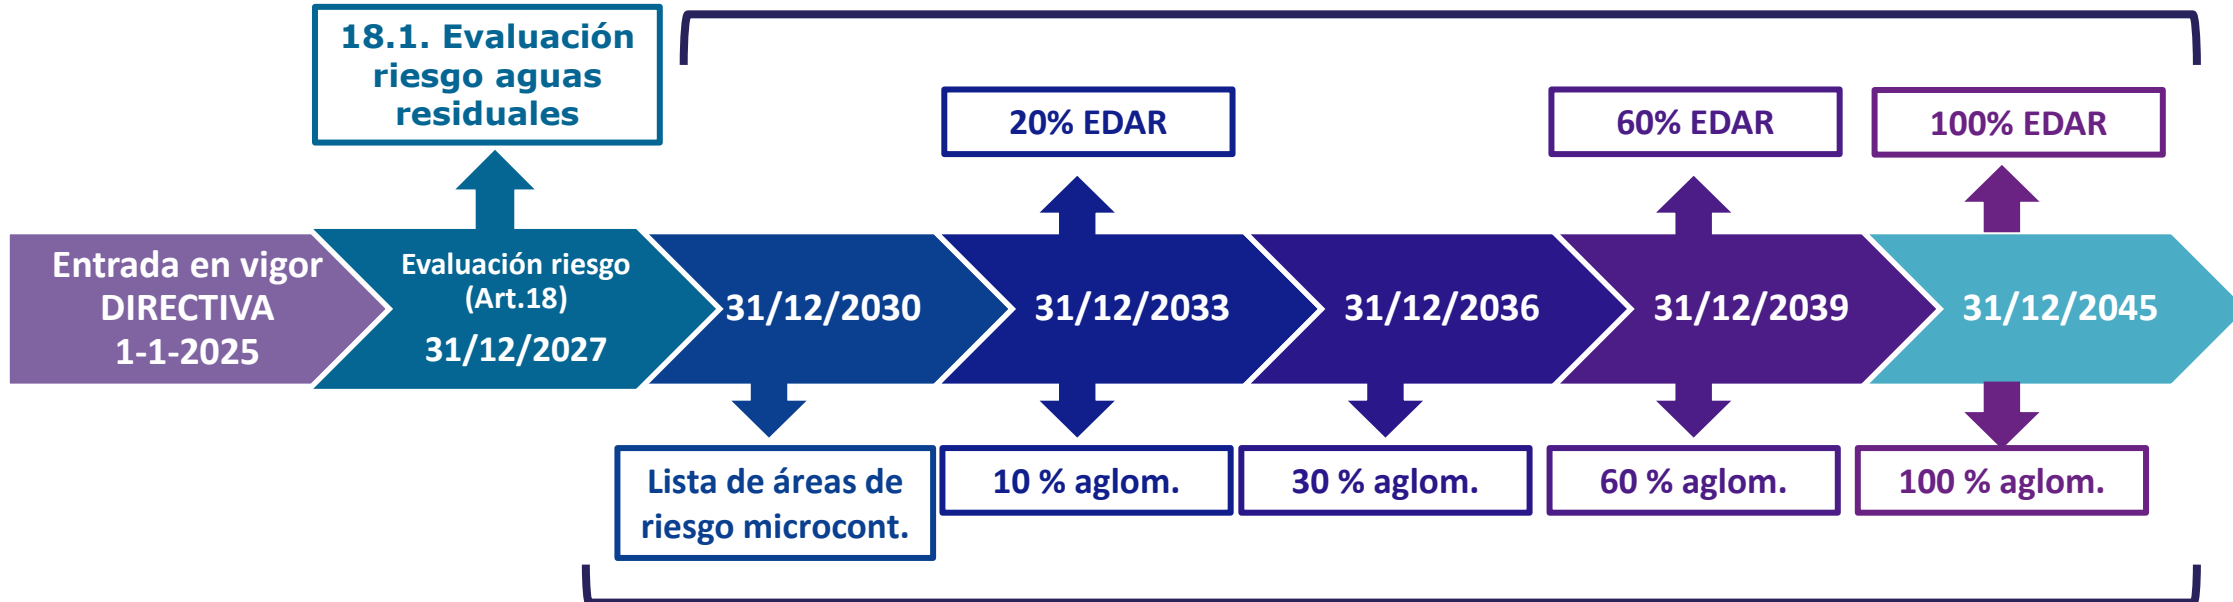 18.1. Evaluación
riesgo aguas
residuales
20% EDAR
60% EDAR
100% EDAR
Entrada en vigor
DIRECTIVA
1-1-2025
Evaluación riesgo
(Art.18)
31/12/2027
31/12/2030
31/12/2033
31/12/2036
31/12/2039
31/12/2045
Lista de áreas de
riesgo microcont.
10 % aglom.
30 % aglom.
60 % aglom.
100 % aglom.